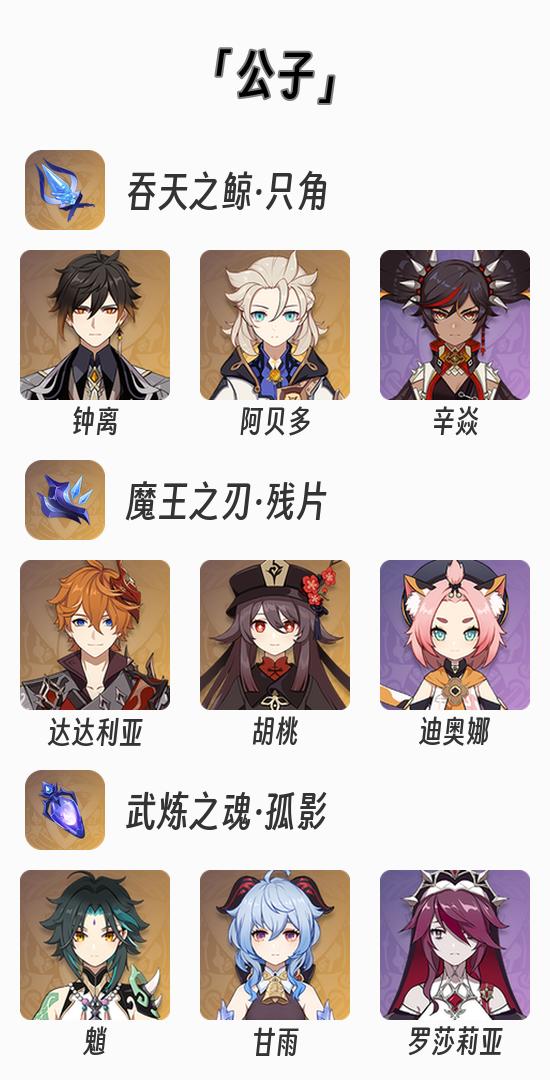 「公子」
吞天之鲸·只角
钟离 阿贝多 辛焱
魔王之刃·残片
达达利亚 胡桃 迪奥娜
武炼之魂·孤影
魈 甘雨 罗莎莉亚